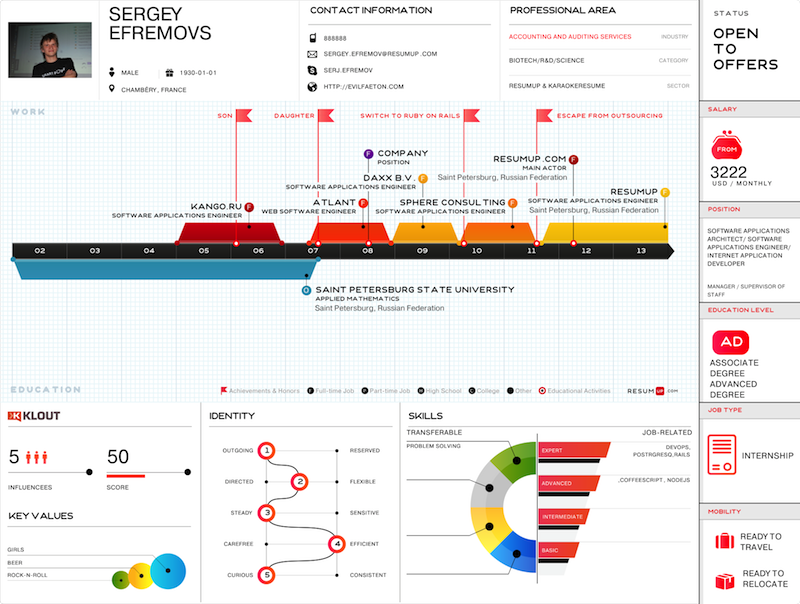 SERGEY
EFREMOVS
MALE
1930-01-01
CHAMBÉRY, FRANCE
CONTACT INFORMATION
888888
SERGEY.EFREMOV@RESUMUP.COM
SERJ.EFREMOV
HTTP://EVILFAETON.COM
PROFESSIONAL AREA
ACCOUNTING AND AUDITING SERVICES INDUSTRY
BIOTECH/R&D/SCIENCE CATEGORY
RESUMUP & KARAOKERESUME SECTOR
STATUS
OPEN
TO
OFFERS
WORK
SON
DAUGHTER
SWITCH TO RUBY ON RAILS
ESCAPE FROM OUTSOURCING
F COMPANY
POSITION
RESUMUP.COM F
MAIN ACTOR
Saint Petersburg, Russian Federation
DAXX B.V. F
SOFTWARE APPLICATIONS ENGINEER
RESUMUP F
SOFTWARE APPLICATIONS ENGINEER
Saint Petersburg, Russian Federation
KANGO.RU F
SOFTWARE APPLICATIONS ENGINEER
ATLANT F
WEB SOFTWARE ENGINEER
SPHERE CONSULTING F
SOFTWARE APPLICATIONS ENGINEER
02 03 04 05 06 07 08 09 10 11 12 13
SAINT PETERSBURG STATE UNIVERSITY
APPLIED MATHEMATICS
Saint Petersburg, Russian Federation
EDUCATION
Achievements & Honors
Full-time Job
Part-time Job
High School
College
Other
Educational Activities
RESUMUP.COM
SALARY
FROM
3222
USD / MONTHLY
POSITION
SOFTWARE APPLICATIONS
ARCHITECT/ SOFTWARE
APPLICATIONS ENGINEER/
INTERNET APPLICATION
DEVELOPER
MANAGER / SUPERVISOR OF
STAFF
EDUCATION LEVEL
AD
ASSOCIATE
DEGREE
ADVANCED
DEGREE
JOB TYPE
INTERNSHIP
MOBILITY
READY TO
TRAVEL
READY TO
RELOCATE
KLOUT
5
INFLUENCEES
50
SCORE
KEY VALUES
GIRLS
BEER
ROCK-N-ROLL
IDENTITY
OUTGOING 1 RESERVED
DIRECTED 2 FLEXIBLE
STEADY 3 SENSITIVE
CAREFREE 4 EFFICIENT
CURIOUS 5 CONSISTENT
SKILLS
TRANSFERABLE
PROBLEM SOLVING
JOB-RELATED
EXPERT
DEVOPS,
POSTRGRESQ,RAILS
ADVANCED
,COFFEESCRIPT , NODEJS
INTERMEDIATE
BASIC